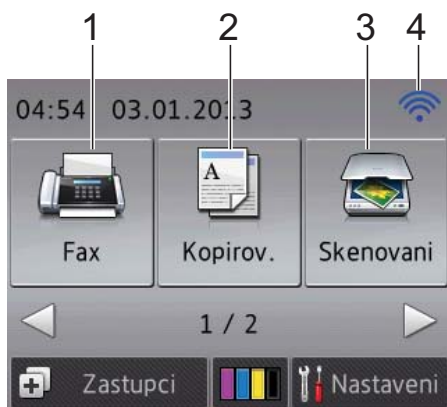 1 2 3 4
04:54 03.01.2013
A
Fax Kopirov. Skenovani
1 / 2
Zastupci Nastaveni